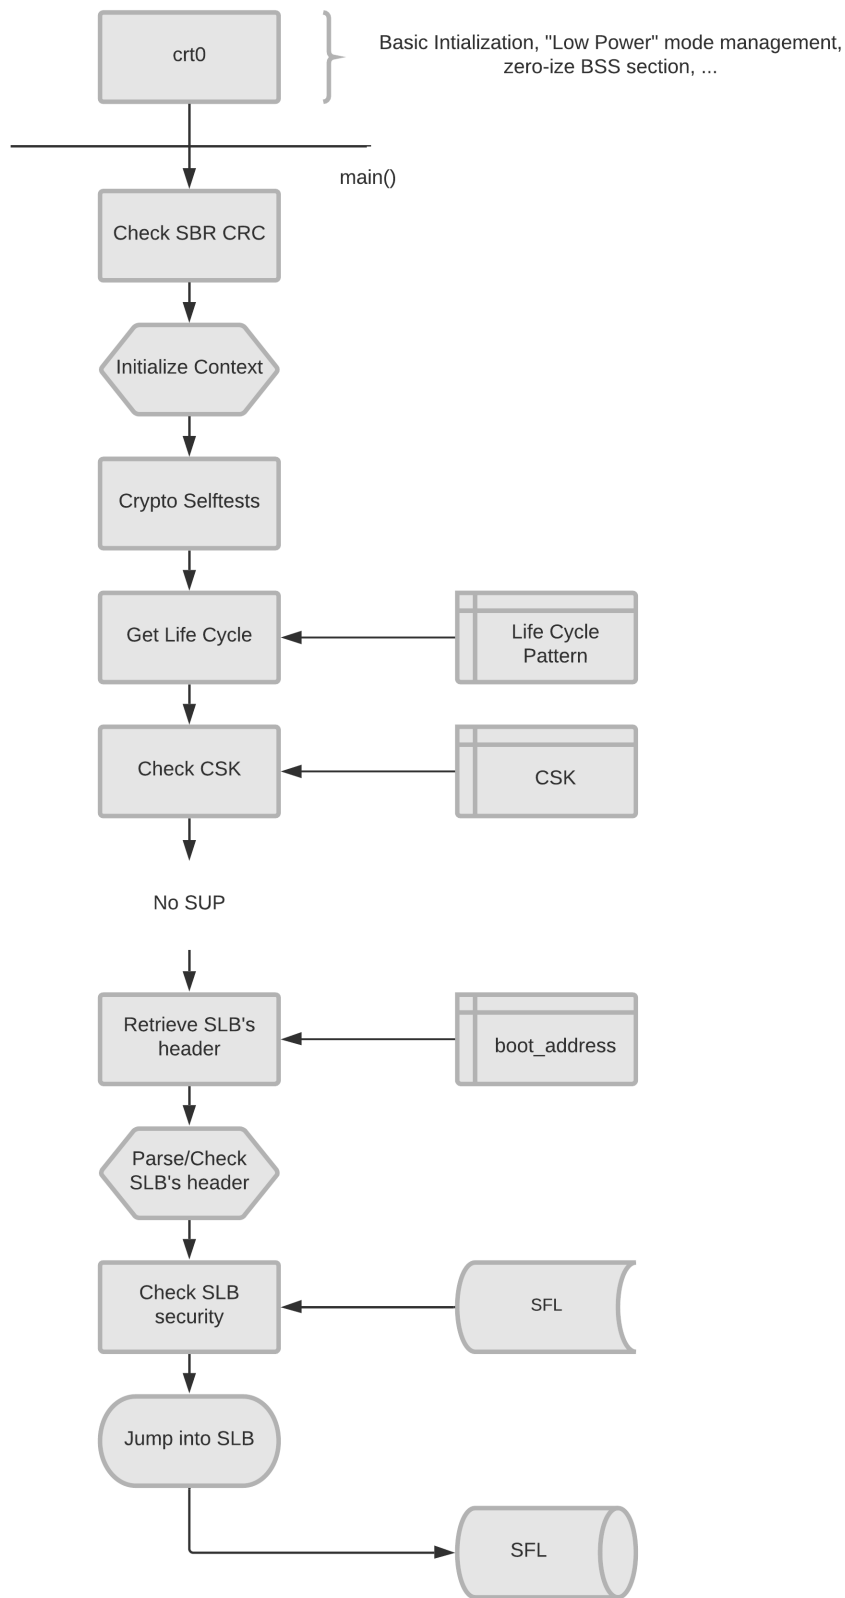 crt0
Basic Intialization, "Low Power" mode management,
zero-ize BSS section, ...
main()
Check SBR CRC
Initialize Context
Crypto Selftests
Get Life Cycle
Life Cycle
Pattern
Check CSK
CSK
No SUP
Retrieve SLB's
header
boot_address
Parse/Check
SLB's header
Check SLB
security
SFL
Jump into SLB
SFL